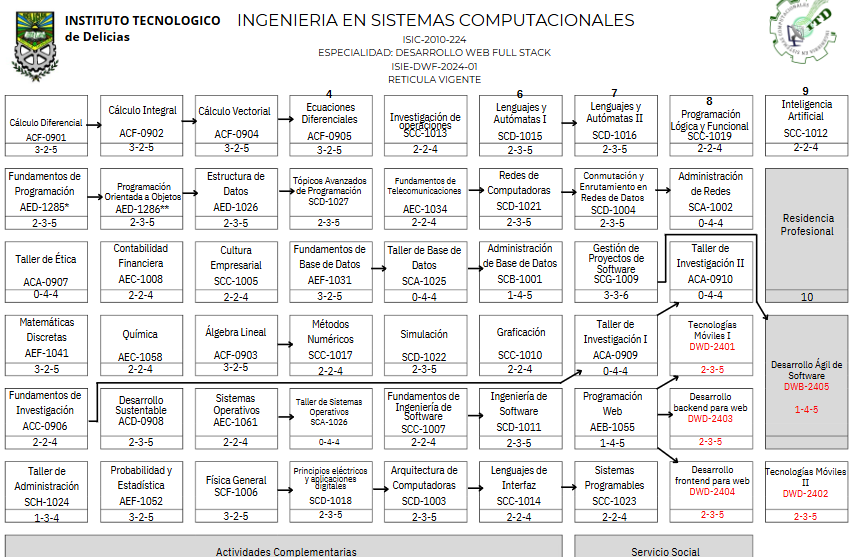 INSTITUTO TECNOLOGICO
de Delicias
INGENIERIA EN SISTEMAS COMPUTACIONALES
ISIC-2010-224
ESPECIALIDAD: DESARROLLO WEB FULL STACK
ISIE-DWF-2024-01
RETICULA VIGENTE
ITD
4
6
7
8
9
Cálculo Diferencial
ACF-0901
3-2-5
Cálculo Integral
ACF-0902
3-2-5
Cálculo Vectorial
ACF-0904
3-2-5
Ecuaciones
Diferenciales
ACF-0905
3-2-5
Investigación de
operaciones
SCC-1013
2-2-4
Lenguajes y
Autómatas I
SCD-1015
2-3-5
Lenguajes y
Autómatas II
SCD-1016
2-3-5
Programación
Lógica y Funcional
SCC-1019
2-2-4
Inteligencia
Artificial
SCC-1012
2-2-4
Fundamentos de
Programación
AED-1285*
2-3-5
Programación
Orientada a Objetos
AED-1286**
2-3-5
Estructura de
Datos
AED-1026
2-3-5
Tópicos Avanzados
de Programación
SCD-1027
2-3-5
Fundamentos de
Telecomunicaciones
AEC-1034
2-2-4
Redes de
Computadoras
SCD-1021
2-3-5
Conmutación y
Enrutamiento en
Redes de Datos
SCD-1004
2-3-5
Administración
de Redes
SCA-1002
0-4-4
Residencia
Profesional
10
Taller de Ética
ACA-0907
0-4-4
Contabilidad
Financiera
AEC-1008
2-2-4
Cultura
Empresarial
SCC-1005
2-2-4
Fundamentos de
Base de Datos
AEF-1031
3-2-5
Taller de Base de
Datos
SCA-1025
0-4-4
Administración
de Base de Datos
SCB-1001
1-4-5
Gestión de
Proyectos de
Software
SCG-1009
3-3-6
Taller de
Investigación II
ACA-0910
0-4-4
Matemáticas
Discretas
AEF-1041
3-2-5
Química
AEC-1058
2-2-4
Álgebra Lineal
ACF-0903
3-2-5
Métodos
Numéricos
SCC-1017
2-2-4
Simulación
SCD-1022
2-3-5
Graficación
SCC-1010
2-2-4
Taller de
Investigación I
ACA-0909
0-4-4
Tecnologías
Móviles I
DWD-2401
2-3-5
Desarrollo Ágil de
Software
DWB-2405
1-4-5
Fundamentos de
Investigación
ACC-0906
2-2-4
Desarrollo
Sustentable
ACD-0908
2-3-5
Sistemas
Operativos
AEC-1061
2-2-4
Taller de Sistemas
Operativos
SCA-1026
0-4-4
Fundamentos de
Ingeniería de
Software
SCC-1007
2-2-4
Ingeniería de
Software
SCD-1011
2-3-5
Programación
Web
AEB-1055
1-4-5
Desarrollo
backend para web
DWD-2403
2-3-5
Taller de
Administración
SCH-1024
1-3-4
Probabilidad y
Estadística
AEF-1052
3-2-5
Física General
SCF-1006
3-2-5
Principios eléctricos
y aplicaciones
digitales
SCD-1018
2-3-5
Arquitectura de
Computadoras
SCD-1003
2-3-5
Lenguajes de
Interfaz
SCC-1014
2-2-4
Sistemas
Programables
SCC-1023
2-2-4
Desarrollo
frontend para web
DWD-2404
2-3-5
Tecnologías Móviles
II
DWD-2402
2-3-5
Actividades Complementarias
Servicio Social